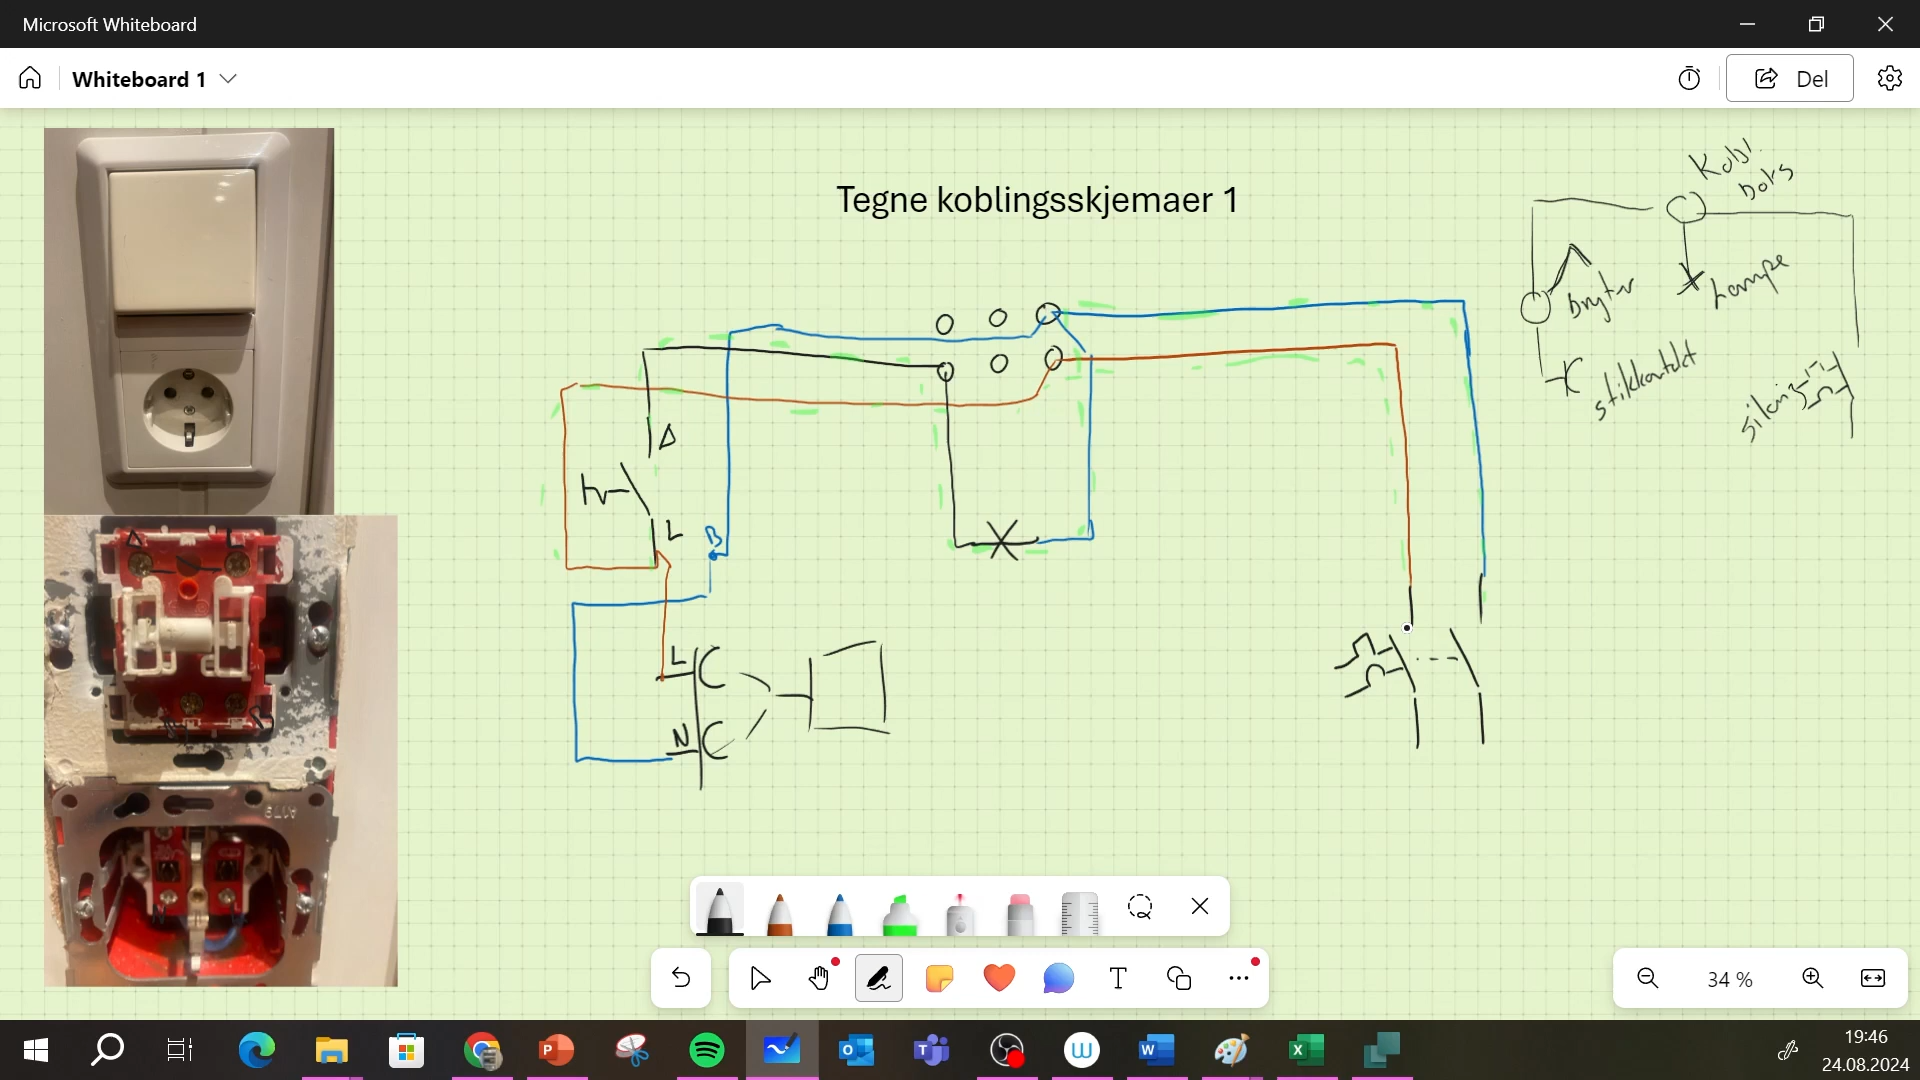 Microsoft Whiteboard
Whiteboard 1
Del
Tegne koblingsskjemaer 1
Kobl.
boks
Bryter
Lampe
stikkontakt
L
B
L
N
34 %
19:46
24.08.2024